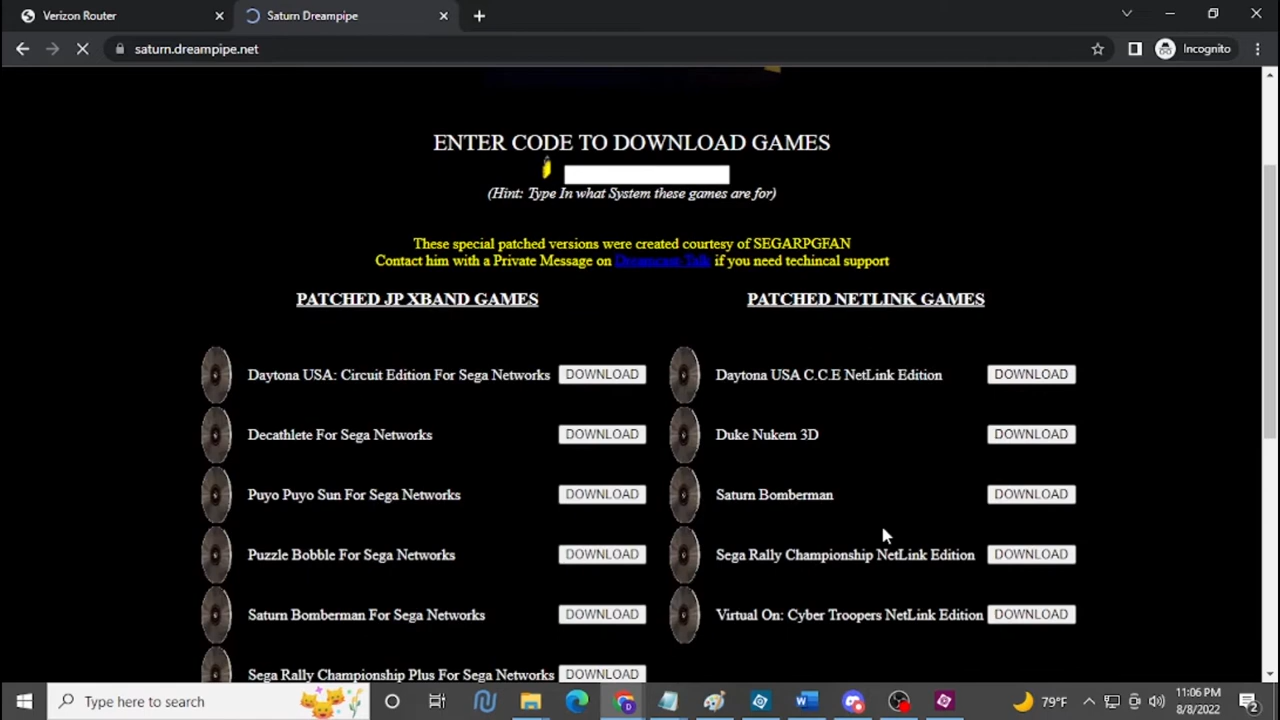 Verizon Router
Saturn Dreampipe
saturn.dreampipe.net
Incognito
ENTER CODE TO DOWNLOAD GAMES
(Hint: Type In what System these games are for)
These special patched versions were created courtesy of SEGARPGFAN
Contact him with a Private Message on Dreamcast-Talk if you need techincal support
PATCHED JP XBAND GAMES
PATCHED NETLINK GAMES
Daytona USA: Circuit Edition For Sega Networks DOWNLOAD
Daytona USA C.C.E NetLink Edition DOWNLOAD
Decathlete For Sega Networks DOWNLOAD
Duke Nukem 3D DOWNLOAD
Puyo Puyo Sun For Sega Networks DOWNLOAD
Saturn Bomberman DOWNLOAD
Puzzle Bobble For Sega Networks DOWNLOAD
Sega Rally Championship NetLink Edition DOWNLOAD
Saturn Bomberman For Sega Networks DOWNLOAD
Virtual On: Cyber Troopers NetLink Edition DOWNLOAD
Sega Rally Championship Plus For Sega Networks DOWNLOAD
Type here to search
79°F
11:06 PM
8/8/2022
2